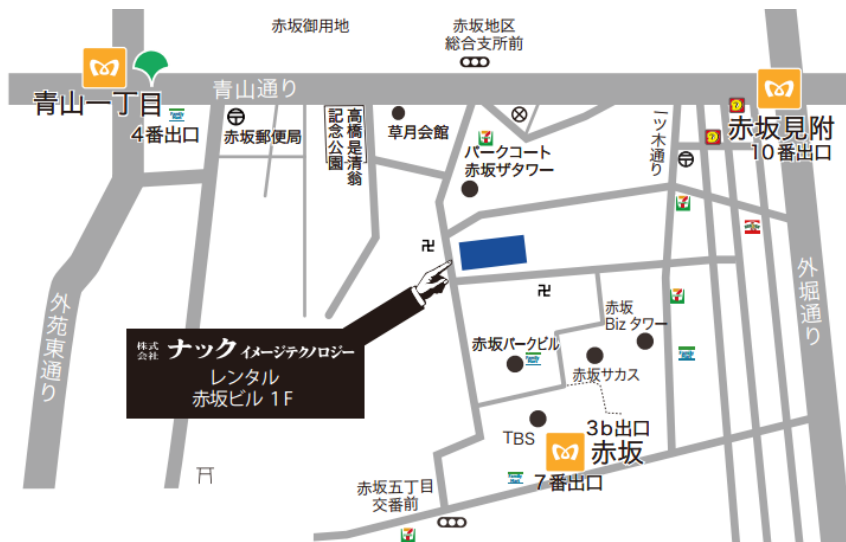 赤坂御用地
赤坂地区
総合支所前
青山通り
青山一丁目
4番出口
赤坂郵便局
高橋是清翁
記念公園
草月会館
パークコート
赤坂ザタワー
一ツ木通り
赤坂見附
10番出口
外苑東通り
外堀通り
株式
会社
ナック イメージテクノロジー
レンタル
赤坂ビル 1F
赤坂
Biz タワー
赤坂パークビル
赤坂サカス
TBS
3b出口
赤坂
7番出口
赤坂五丁目
交番前